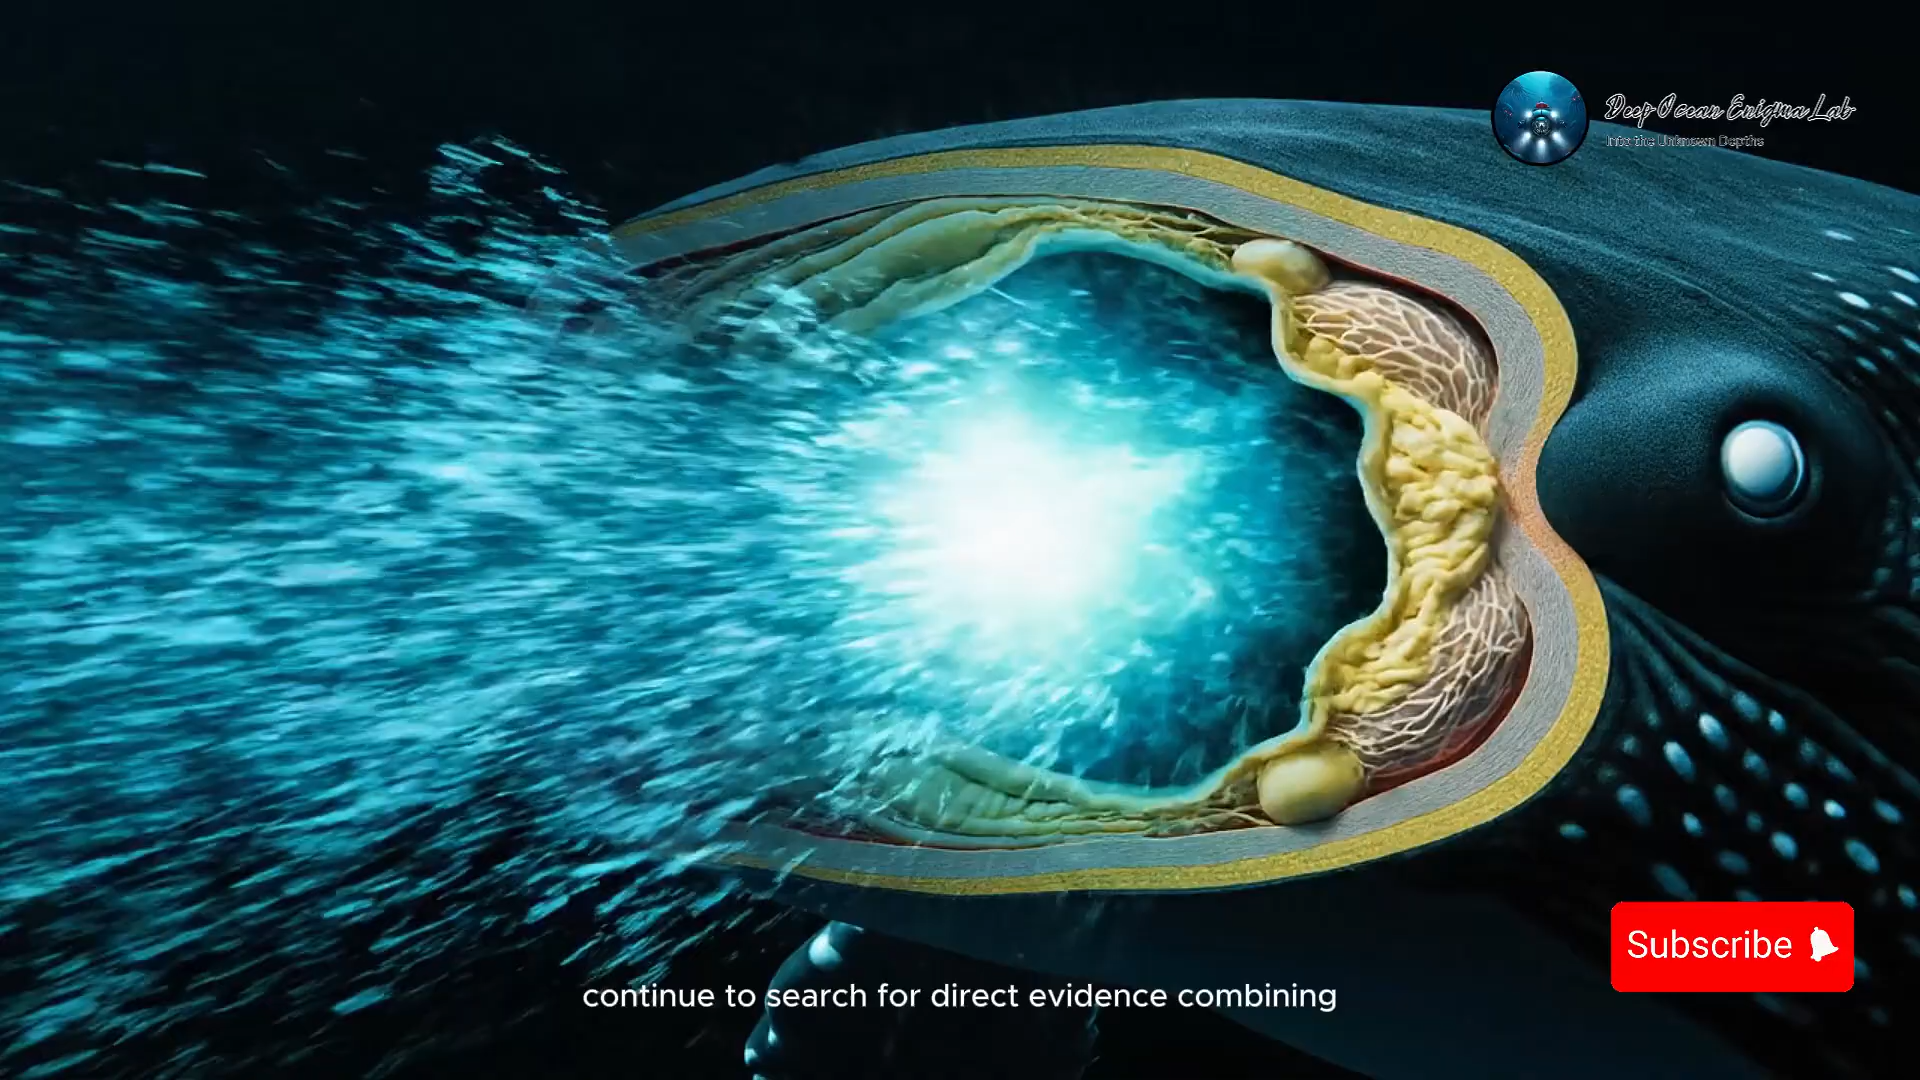 Deep Ocean Enigma Lab
Into the Unknown Depths
continue to search for direct evidence combining
Subscribe